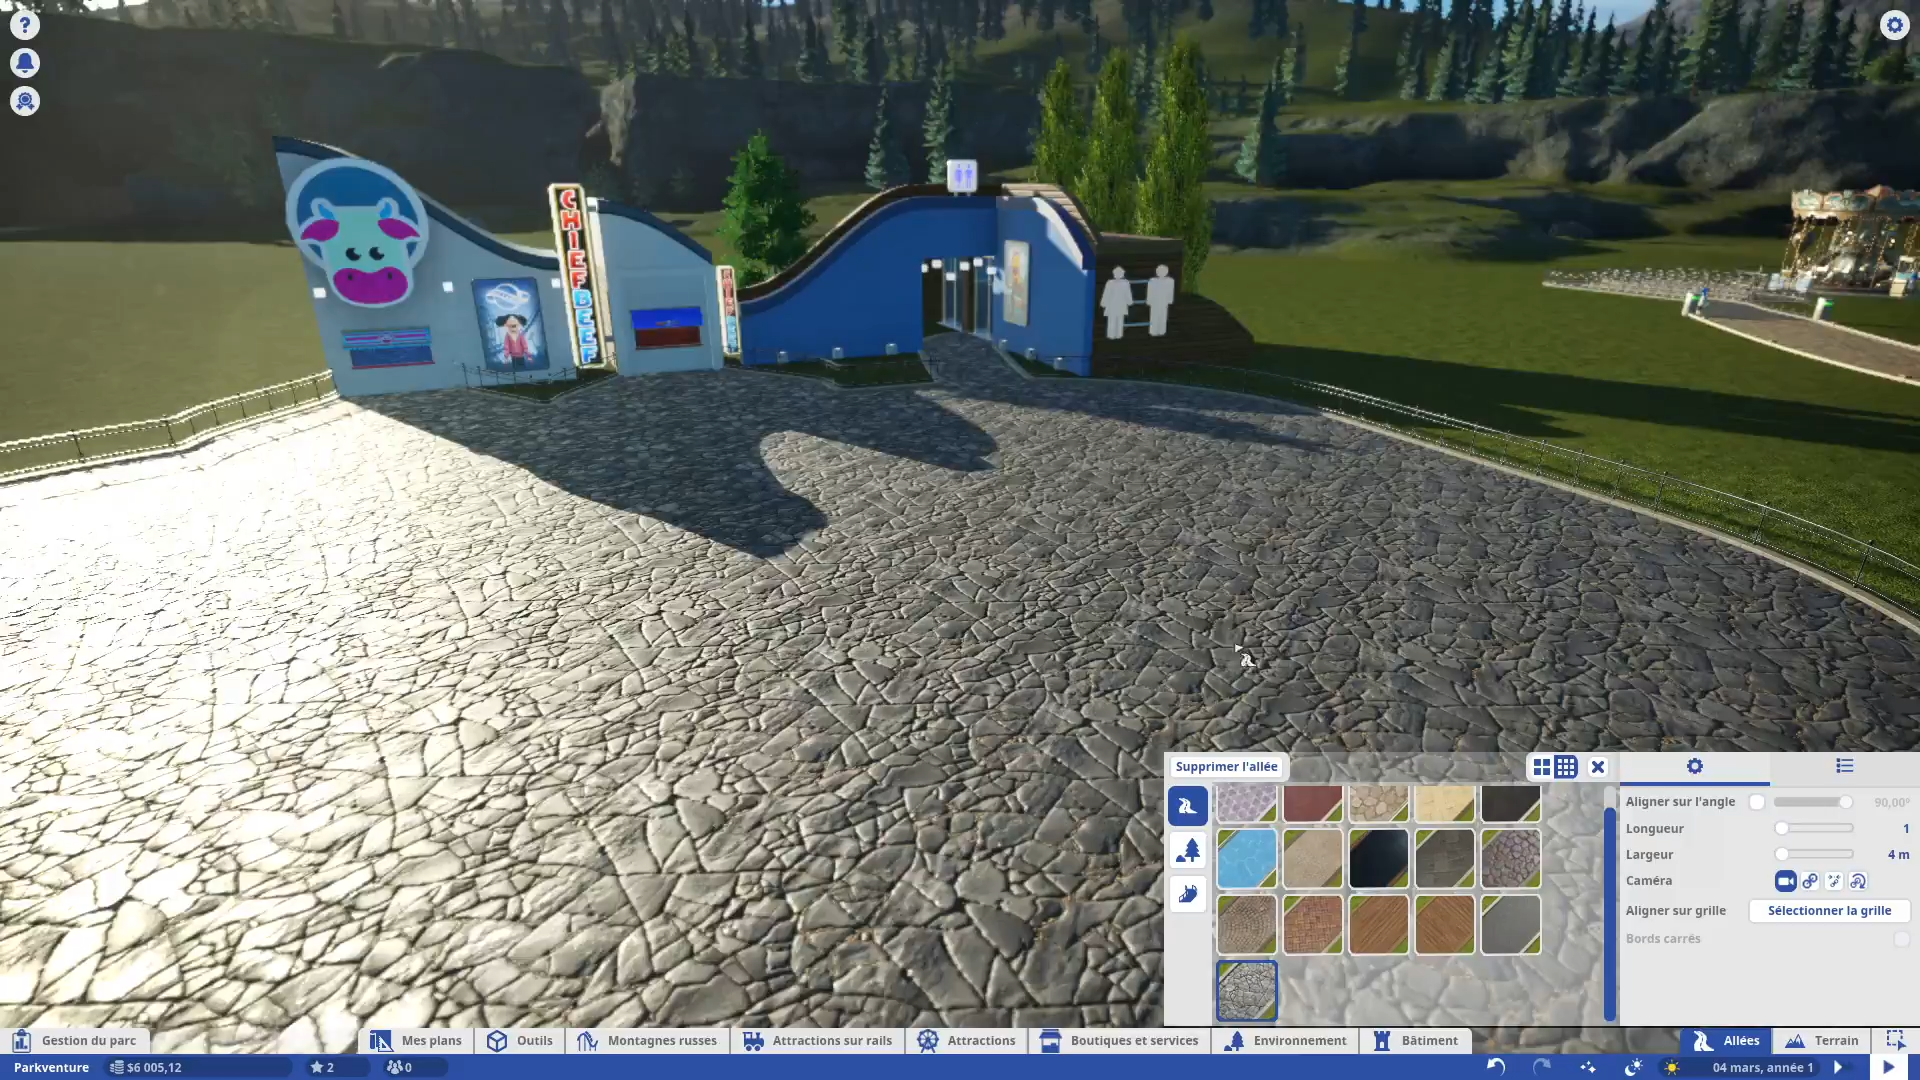 ?
CHIEF
BEEF
Supprimer l'allée
Aligner sur l'angle 90,00°
Longueur 1
Largeur 4 m
Caméra
Aligner sur grille Sélectionner la grille
Bords carrés
Gestion du parc Mes plans Outils Montagnes russes Attractions sur rails Attractions Boutiques et services Environnement Bâtiment Allées Terrain
Parkventure $6 005,12 2 0 04 mars, année 1